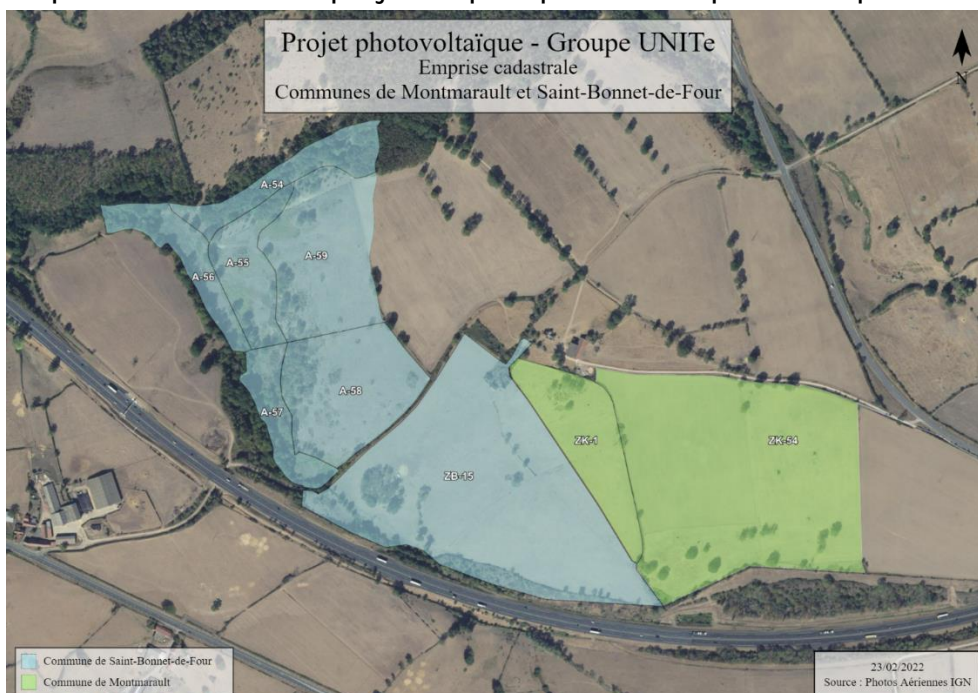 Projet photovoltaïque - Groupe UNITe
Emprise cadastrale
Communes de Montmarault et Saint-Bonnet-de-Four
N
A-54
A-59
A-55
A-56
A-58
A-57
ZB-15
ZK-1
ZK-54
Commune de Saint-Bonnet-de-Four
Commune de Montmarault
23/02/2022
Source : Photos Aériennes IGN